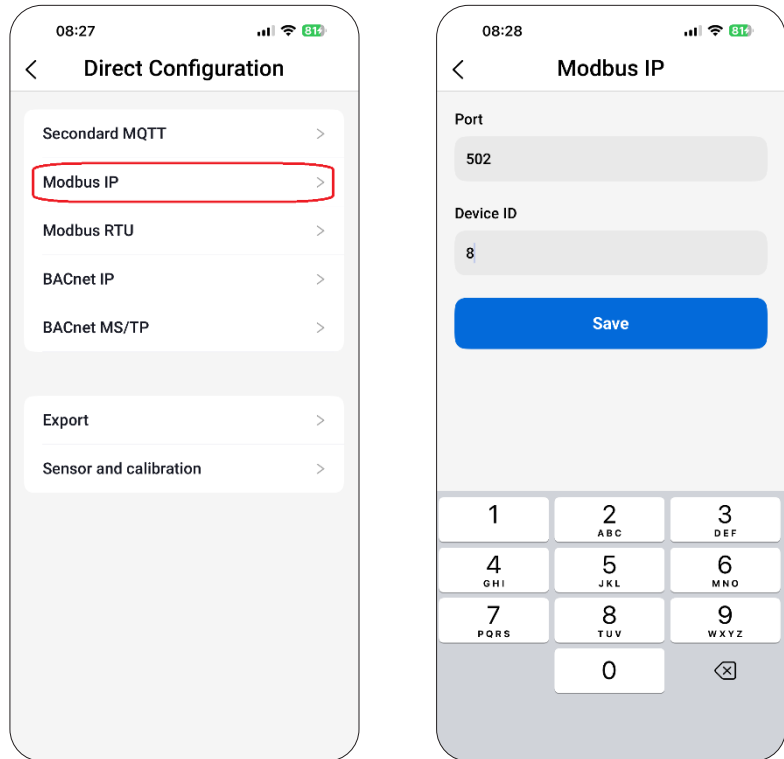 08:27
81
Direct Configuration
Secondard MQTT
Modbus IP
Modbus RTU
BACnet IP
BACnet MS/TP
Export
Sensor and calibration
08:28
81
Modbus IP
Port
502
Device ID
8
Save
1 2 3
ABC DEF
4 5 6
GHI JKL MNO
7 8 9
PQRS TUV WXYZ
0